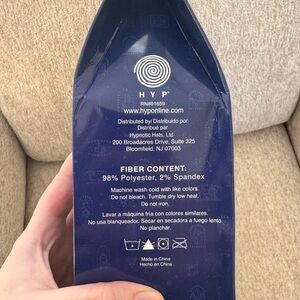 HYP
RN#91659
www.hyponline.com
Distributed by/ Distribuido por
Distribué par
Hypnotic Hats, Ltd
200 Broadacres Drive, Suite 325
Bloomfield, NJ 07003
FIBER CONTENT:
98% Polyester, 2% Spandex
Machine wash cold with like colors.
Do not bleach. Tumble dry low heat.
Do not iron.
Lavar a máquina fria con colores similares.
No usa blanqueador. Secar en secadora a fuego lento.
No planchar.
Made in China
Hecho en China